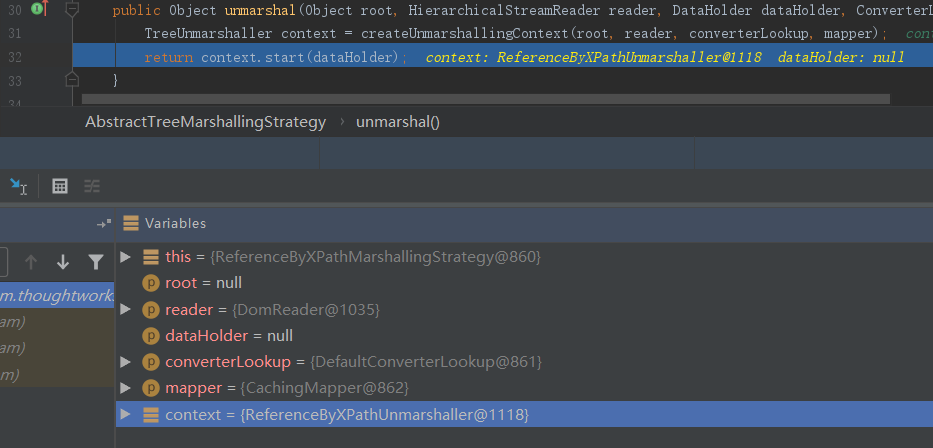 30 public Object unmarshal(Object root, HierarchicalStreamReader reader, DataHolder dataHolder, ConverterL
31 TreeUnmarshaller context = createUnmarshallingContext(root, reader, converterLookup, mapper); con
32 return context.start(dataHolder); context: ReferenceByXPathUnmarshaller@1118 dataHolder: null
33 }
34
AbstractTreeMarshallingStrategy › unmarshal()
Variables
this = {ReferenceByXPathMarshallingStrategy@860}
p root = null
m.thoughtwork
p reader = {DomReader@1035}
am)
p dataHolder = null
am)
p converterLookup = {DefaultConverterLookup@861}
m)
p mapper = {CachingMapper@862}
context = {ReferenceByXPathUnmarshaller@1118}